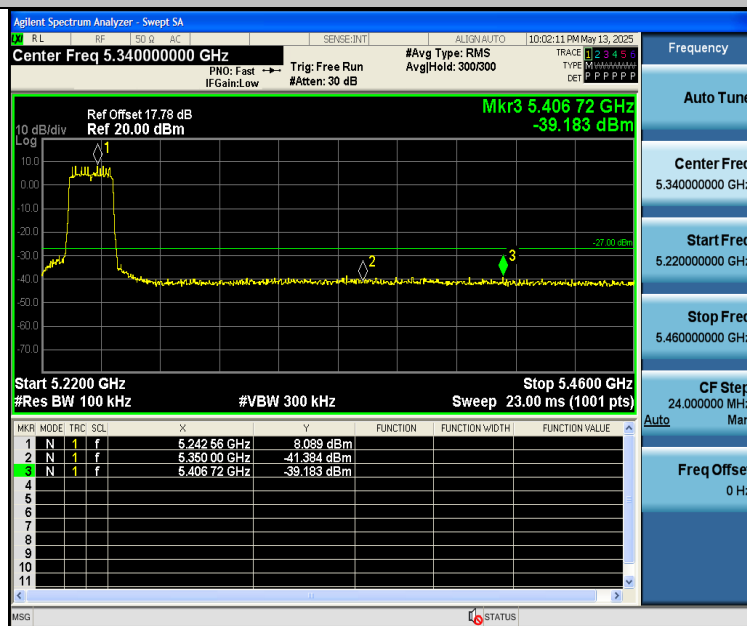 Agilent Spectrum Analyzer - Swept SA
LXI RL RF 50 Ω AC SENSE:INT ALIGN AUTO 10:02:11 PM May 13, 2025
Center Freq 5.340000000 GHz
PNO: Fast
IFGain:Low
Trig: Free Run
#Atten: 30 dB
#Avg Type: RMS
Avg|Hold: 300/300
TRACE 1 2 3 4 5 6
TYPE M
DET P P P P P P
Mkr3 5.406 72 GHz
-39.183 dBm
Ref Offset 17.78 dB
10 dB/div Ref 20.00 dBm
Log
10.0
0.00
-10.0
-20.0
-30.0
-40.0
-50.0
-60.0
-70.0
1
2
3
-27.00 dBm
Start 5.2200 GHz Stop 5.4600 GHz
#Res BW 100 kHz #VBW 300 kHz Sweep 23.00 ms (1001 pts)
MKR MODE TRC SCL X Y FUNCTION FUNCTION WIDTH FUNCTION VALUE
1 N 1 f 5.242 56 GHz 8.089 dBm
2 N 1 f 5.350 00 GHz -41.384 dBm
3 N 1 f 5.406 72 GHz -39.183 dBm
4
5
6
7
8
9
10
11
MSG STATUS
Frequency
Auto Tune
Center Freq
5.340000000 GHz
Start Freq
5.220000000 GHz
Stop Freq
5.460000000 GHz
CF Step
24.000000 MHz
Auto Man
Freq Offset
0 Hz